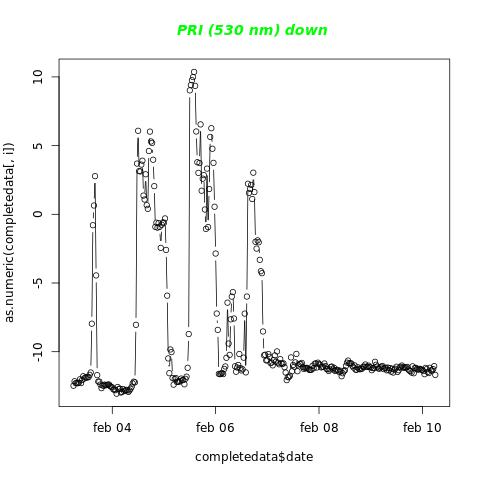 PRI (530 nm) down
as.numeric(completedata[, i])
10
5
0
-5
-10
feb 04
feb 06
feb 08
feb 10
completedata$date